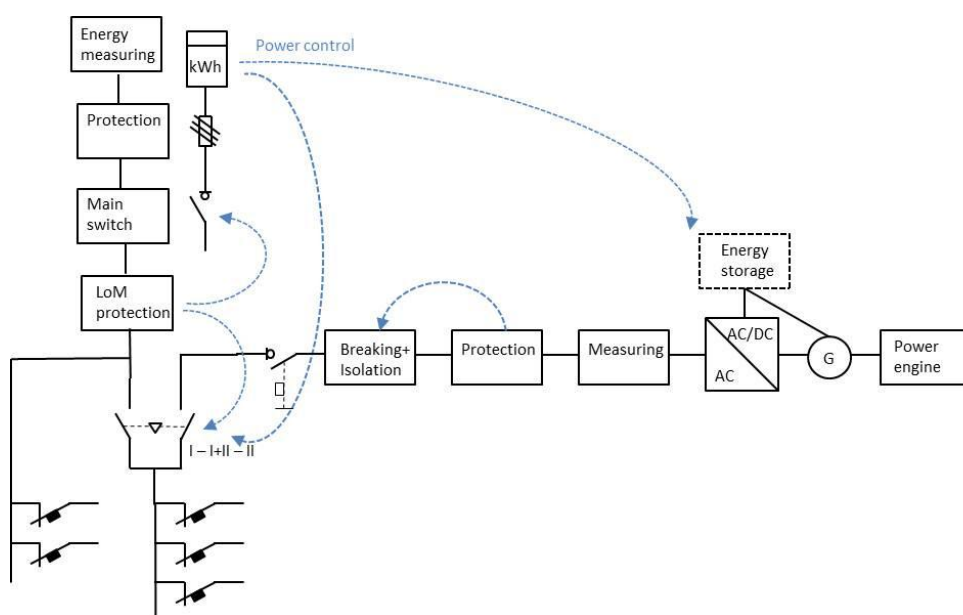 Energy
measuring
kWh
Power control
Protection
Main
switch
LoM
protection
Energy
storage
Breaking+
Isolation
Protection
Measuring
AC/DC
AC
G
Power
engine
I – I+II – II